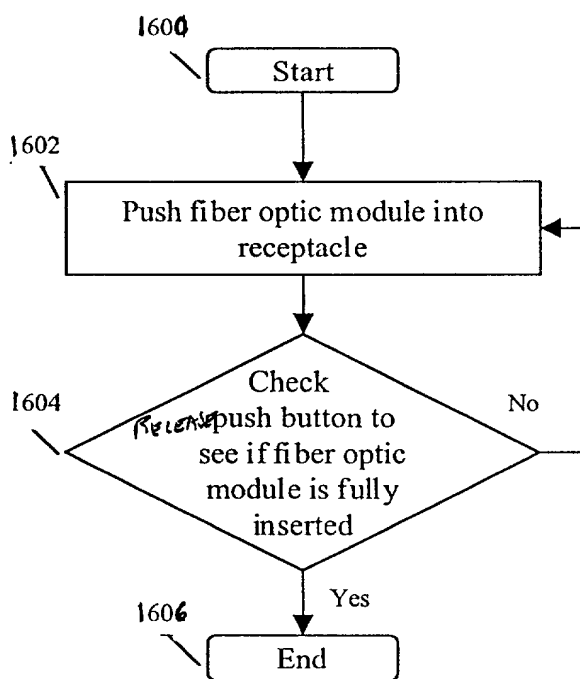 1600
Start
1602
Push fiber optic module into
receptacle
1604
Check
RELEASE push button to
see if fiber optic
module is fully
inserted
No
Yes
1606
End